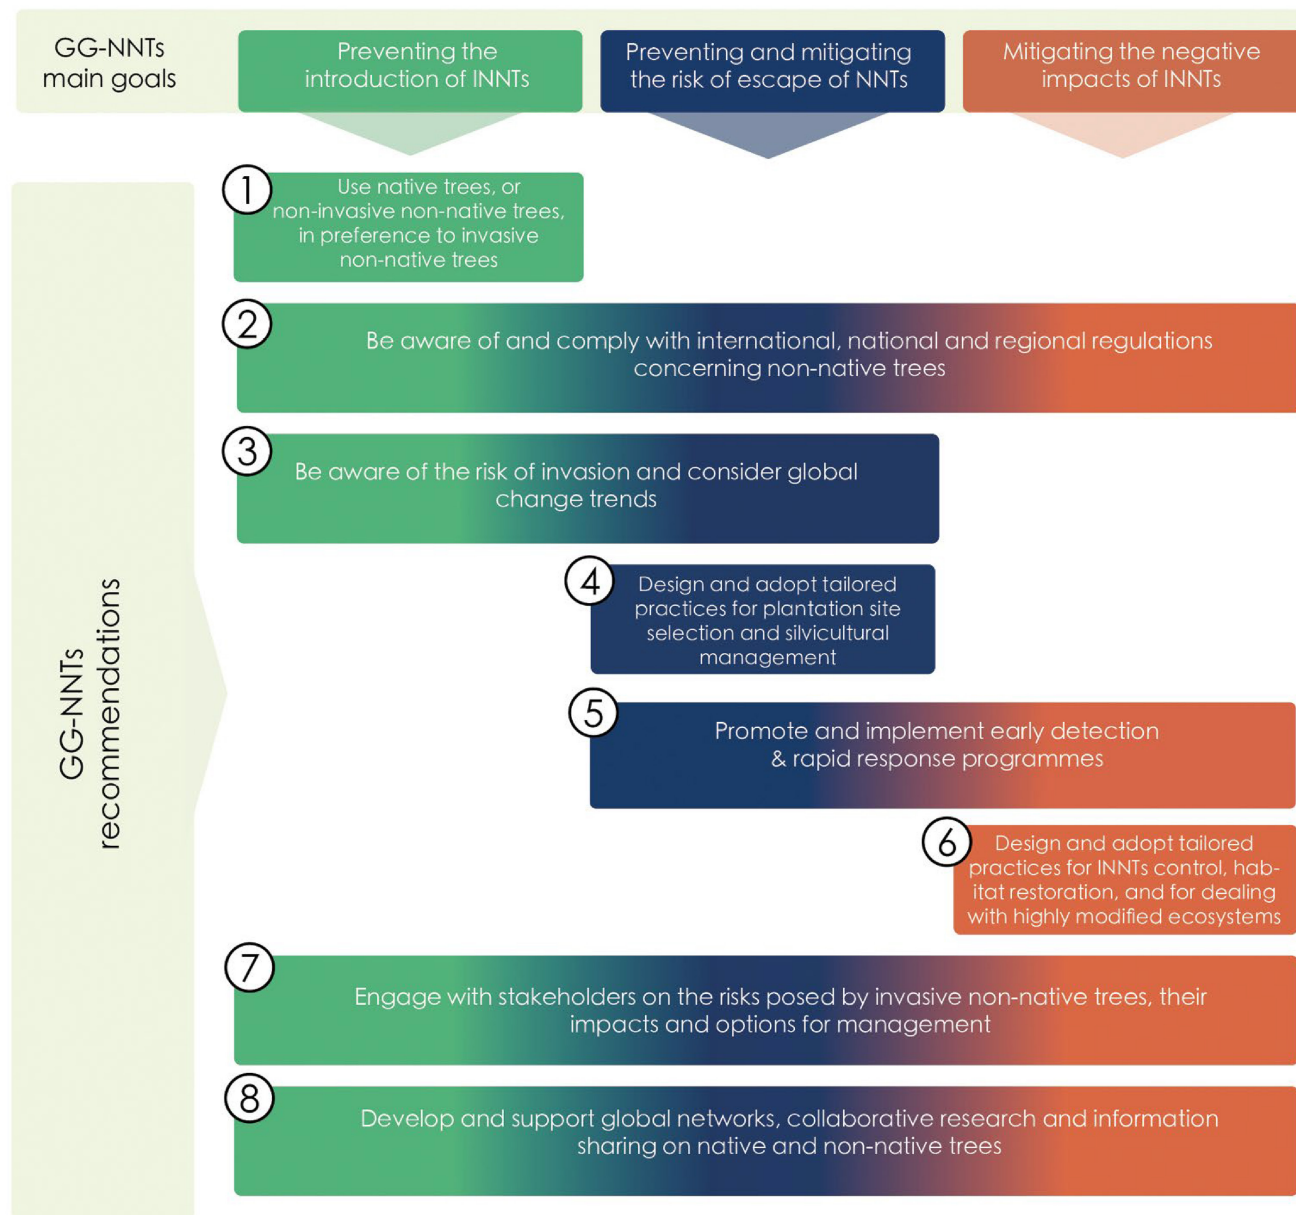 GG-NNTs
main goals
Preventing the
introduction of INNTs
Preventing and mitigating
the risk of escape of NNTs
Mitigating the negative
impacts of INNTs
GG-NNTs
recommendations
1
Use native trees, or
non-invasive non-native trees,
in preference to invasive
non-native trees
2
Be aware of and comply with international, national and regional regulations
concerning non-native trees
3
Be aware of the risk of invasion and consider global
change trends
4
Design and adopt tailored
practices for plantation site
selection and silvicultural
management
5
Promote and implement early detection
& rapid response programmes
6
Design and adopt tailored
practices for INNTs control, hab-
itat restoration, and for dealing
with highly modified ecosystems
7
Engage with stakeholders on the risks posed by invasive non-native trees, their
impacts and options for management
8
Develop and support global networks, collaborative research and information
sharing on native and non-native trees